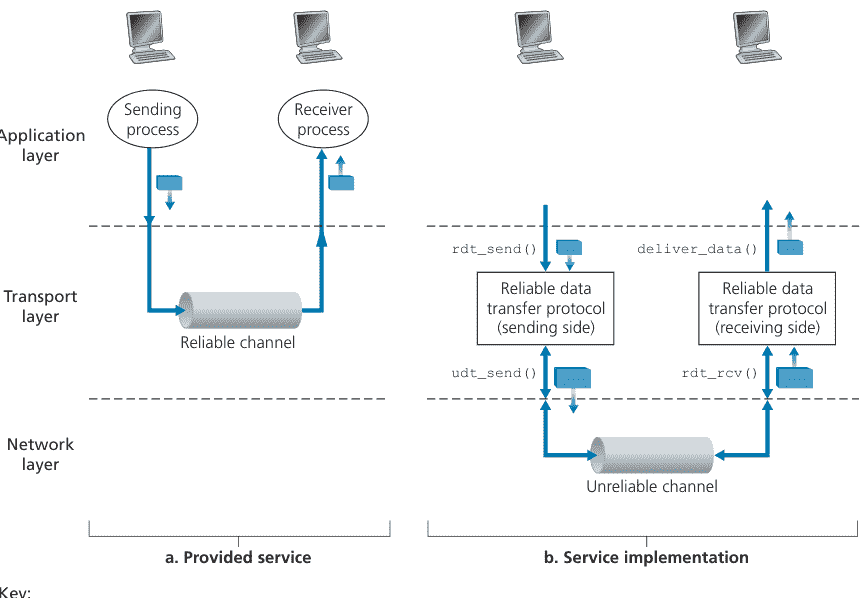 Sending
process
Receiver
process
Application
layer
rdt_send()
deliver_data()
Transport
layer
Reliable channel
Reliable data
transfer protocol
(sending side)
Reliable data
transfer protocol
(receiving side)
udt_send()
rdt_rcv()
Network
layer
Unreliable channel
a. Provided service
b. Service implementation
Key: